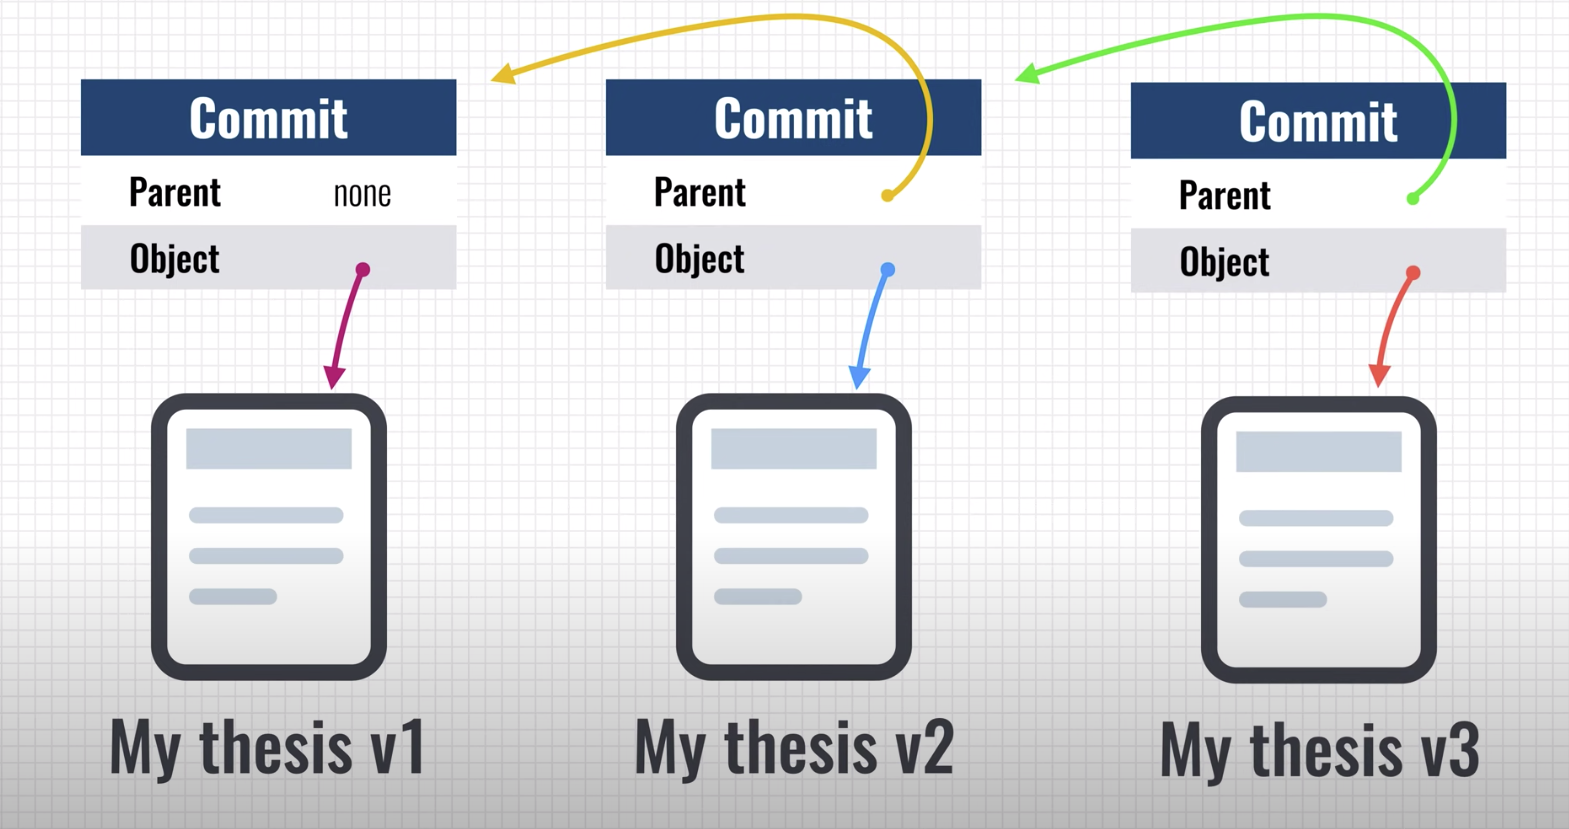 Commit
Parent none
Object
My thesis v1
Commit
Parent
Object
My thesis v2
Commit
Parent
Object
My thesis v3